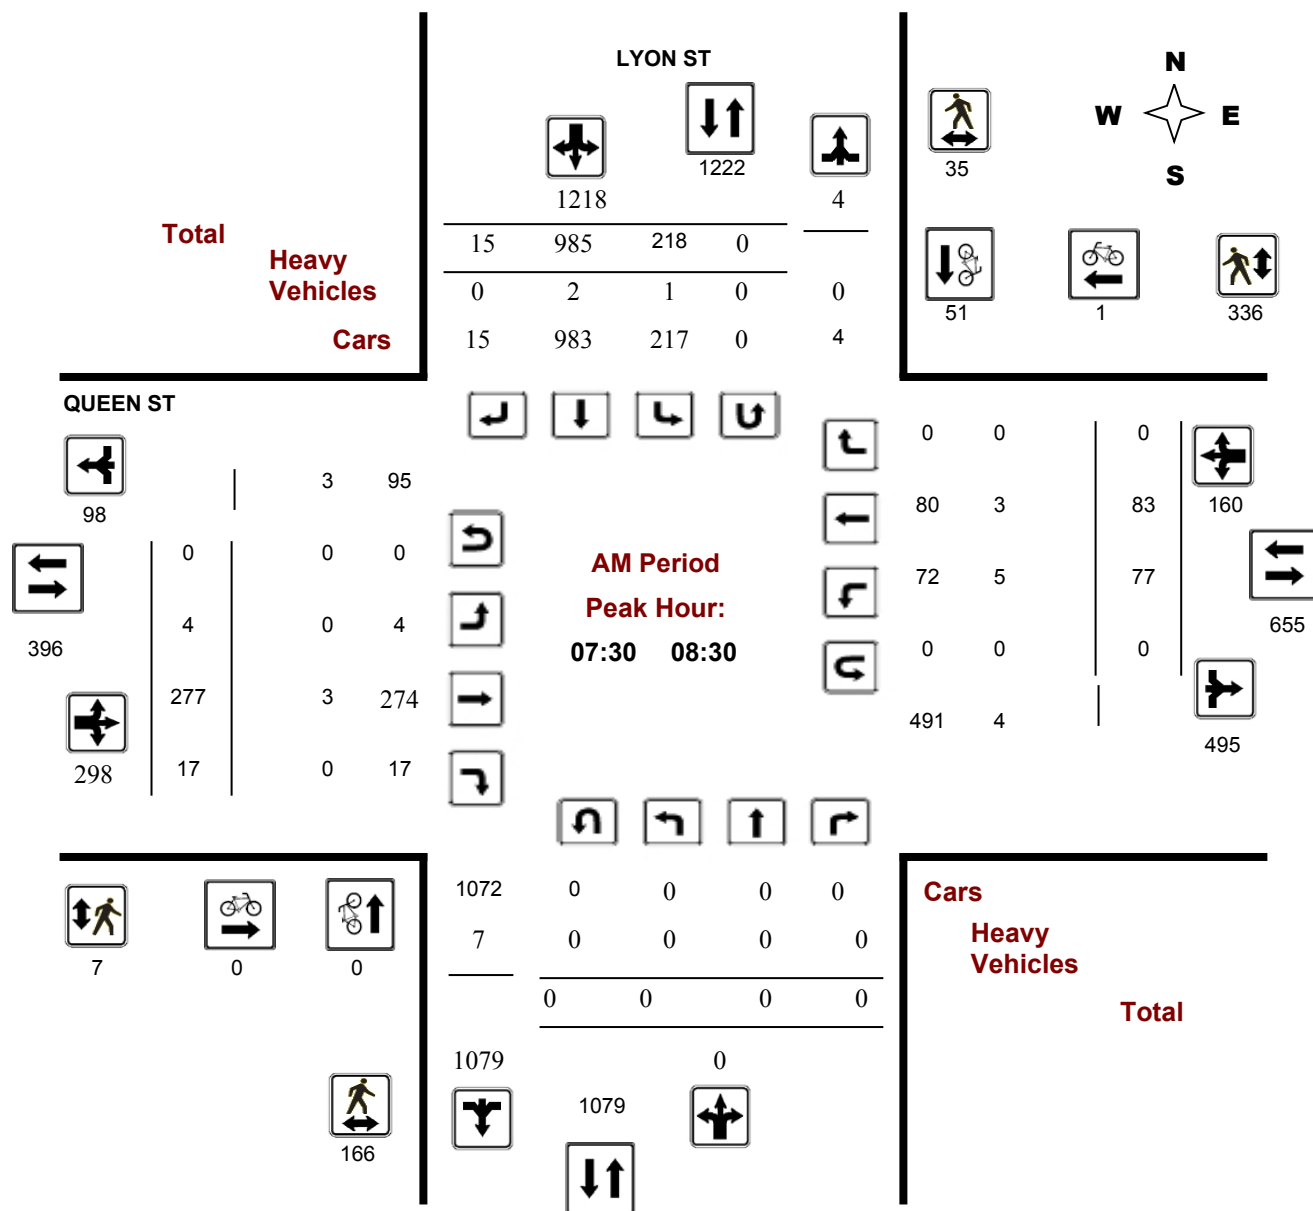 LYON ST
N
W E
S
1222
35
1218 4
Total
15 985 218 0
Heavy
Vehicles
0 2 1 0 0
51 1 336
Cars
15 983 217 0 4
QUEEN ST
0 0 0
3 95
98
80 3 83 160
0 0 0
AM Period
72 5 77
Peak Hour:
4 0 4
655
396
07:30 08:30
0 0 0
277 3 274
491 4
495
298 17 0 17
1072 0 0 0 0
Cars
7 0 0 0 0
Heavy
Vehicles
7 0 0
0 0 0 0
Total
1079 0
1079
166